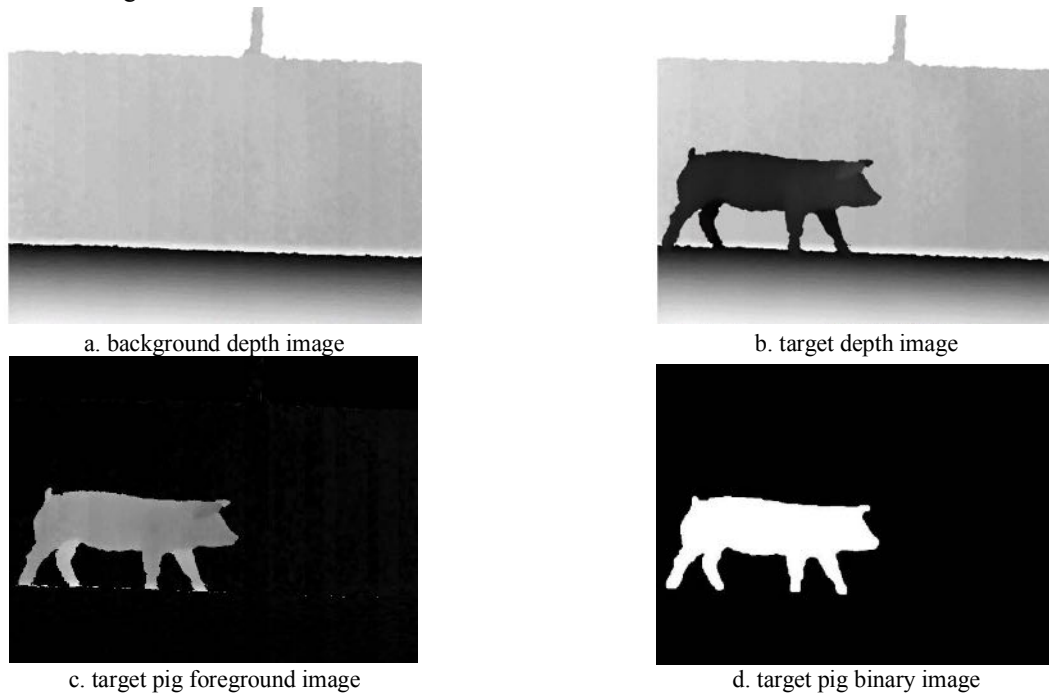 a. background depth image
b. target depth image
c. target pig foreground image
d. target pig binary image